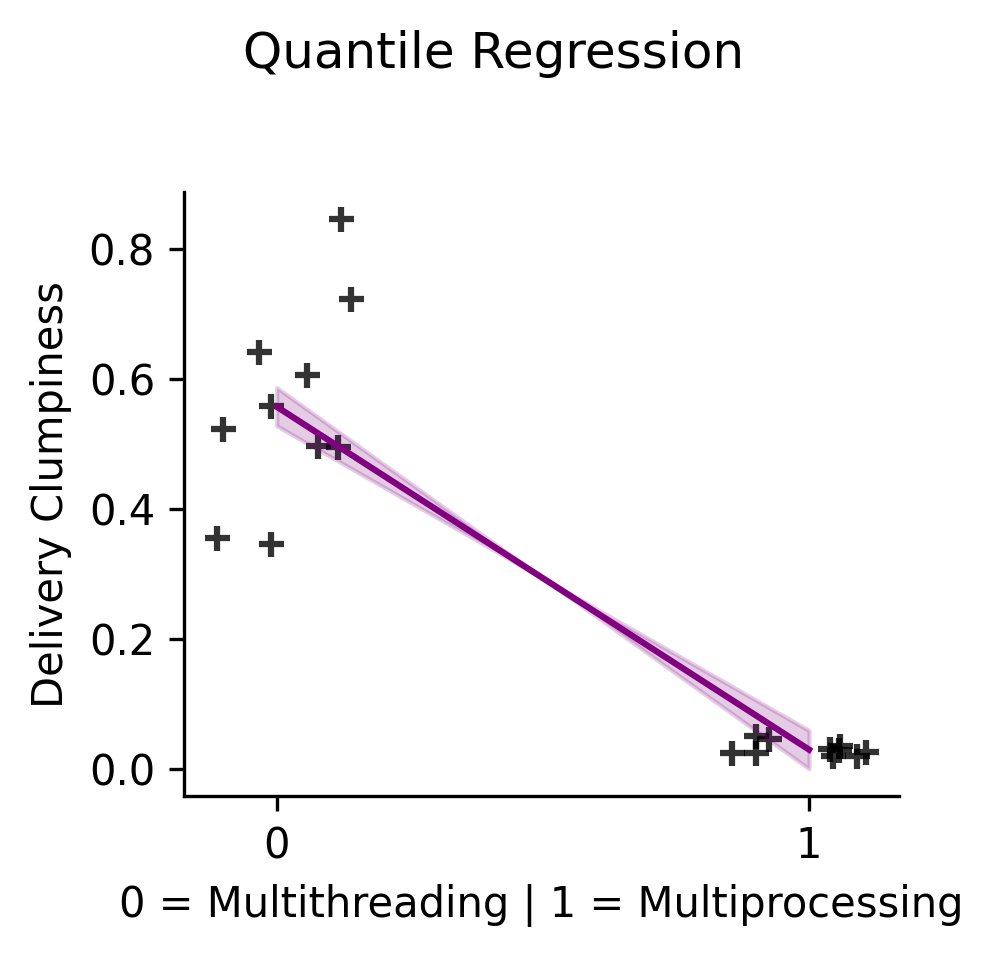 Quantile Regression
0.8
0.6
0.4
0.2
0.0
Delivery Clumpiness
0 1
0 = Multithreading | 1 = Multiprocessing